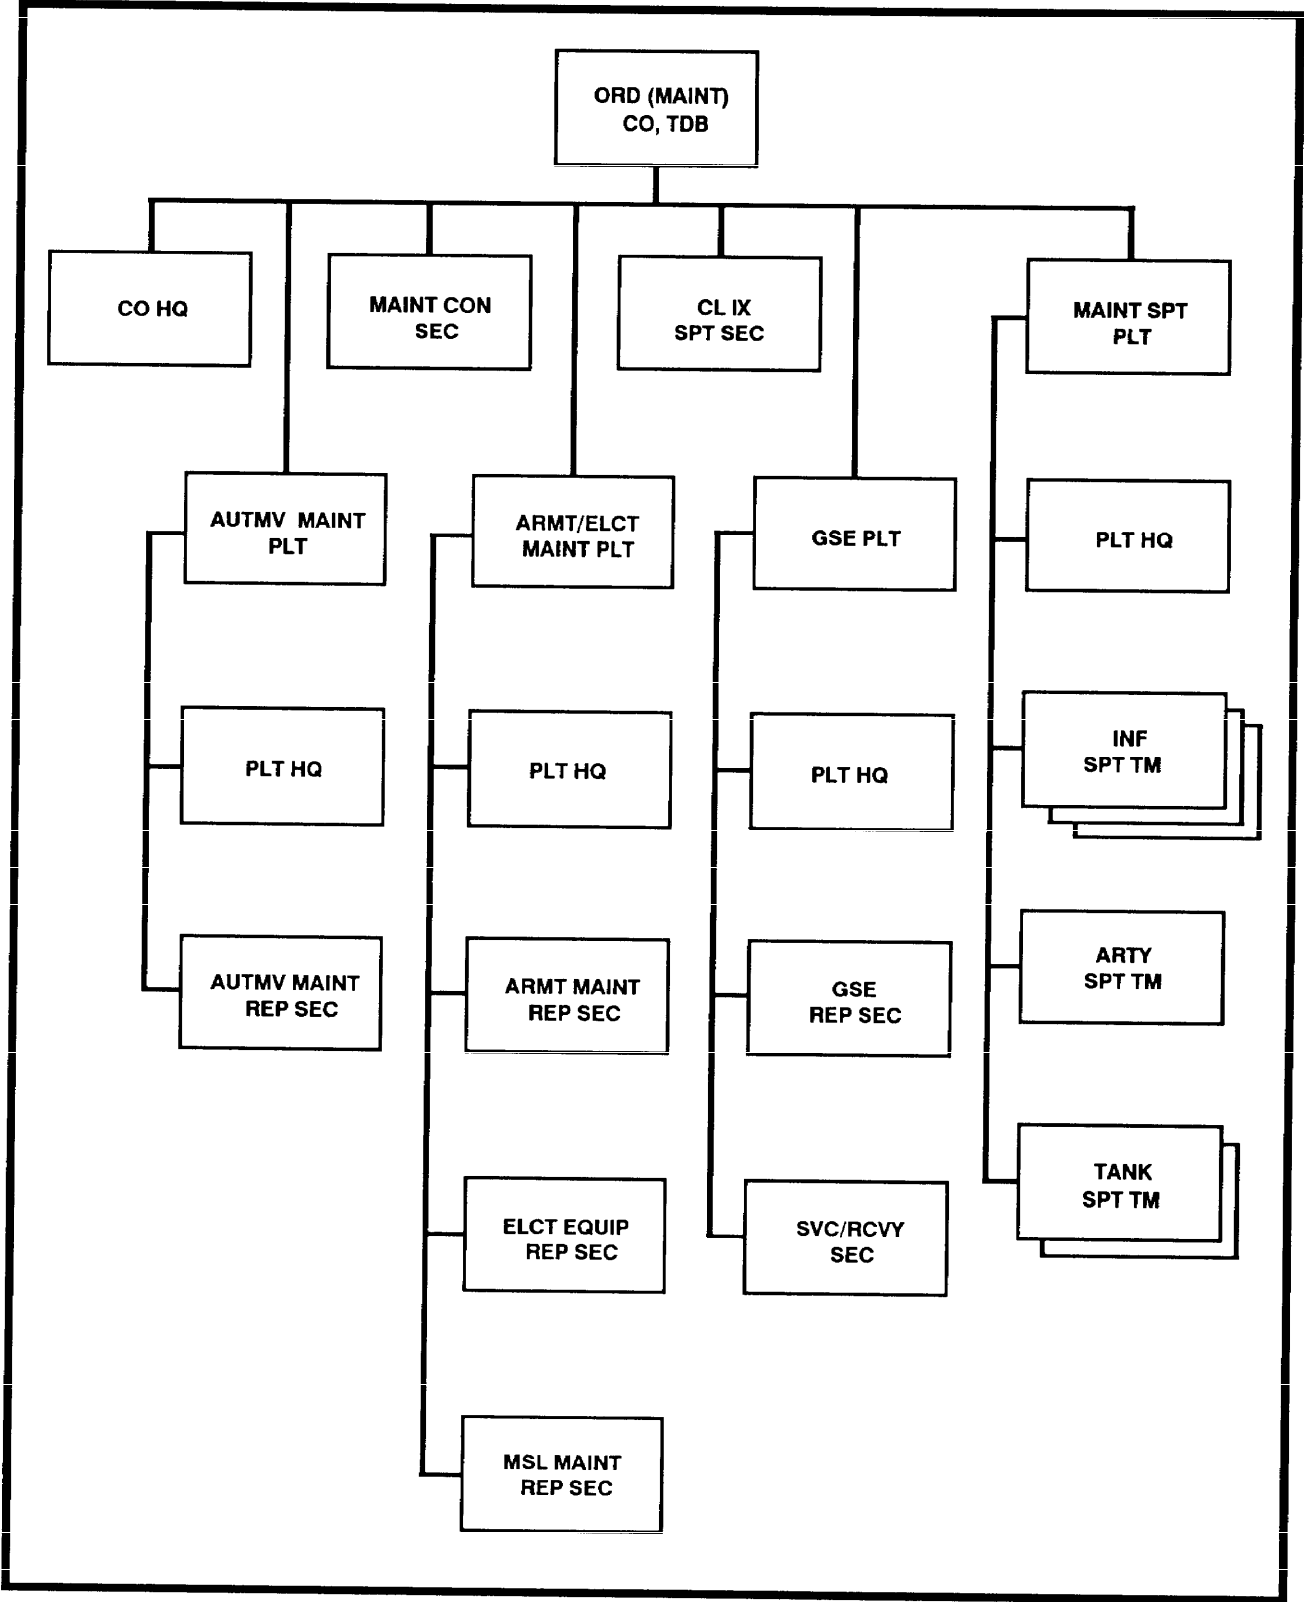 ORD (MAINT)
CO, TDB
CO HQ
MAINT CON
SEC
CL IX
SPT SEC
MAINT SPT
PLT
AUTMV MAINT
PLT
ARMT/ELCT
MAINT PLT
GSE PLT
PLT HQ
PLT HQ
PLT HQ
PLT HQ
INF
SPT TM
AUTMV MAINT
REP SEC
ARMT MAINT
REP SEC
GSE
REP SEC
ARTY
SPT TM
ELCT EQUIP
REP SEC
SVC/RCVY
SEC
TANK
SPT TM
MSL MAINT
REP SEC